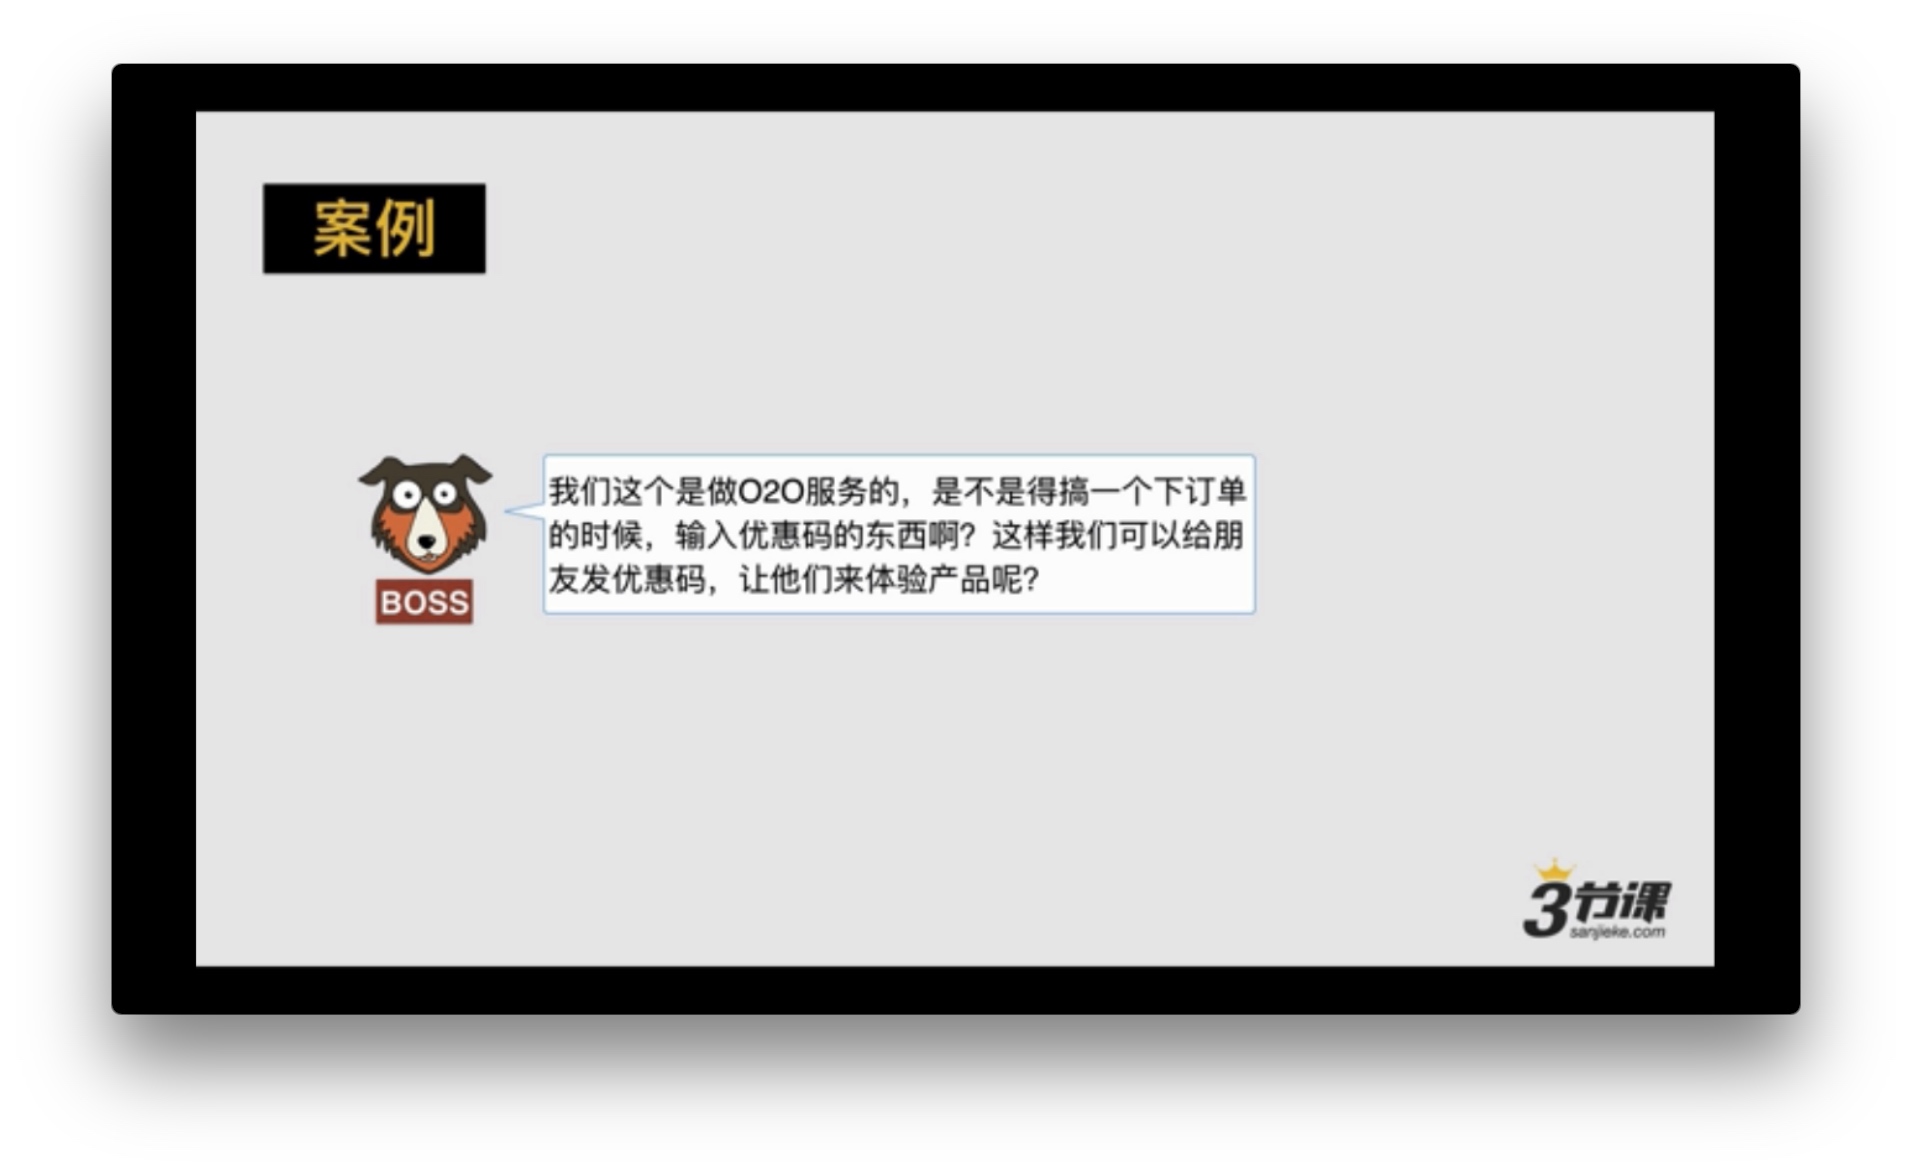 案例
我们这个是做O2O服务的，是不是得搞一个下订单
的时候，输入优惠码的东西啊？这样我们可以给朋
友发优惠码，让他们来体验产品呢？
BOSS
3节课
sanjieke.com